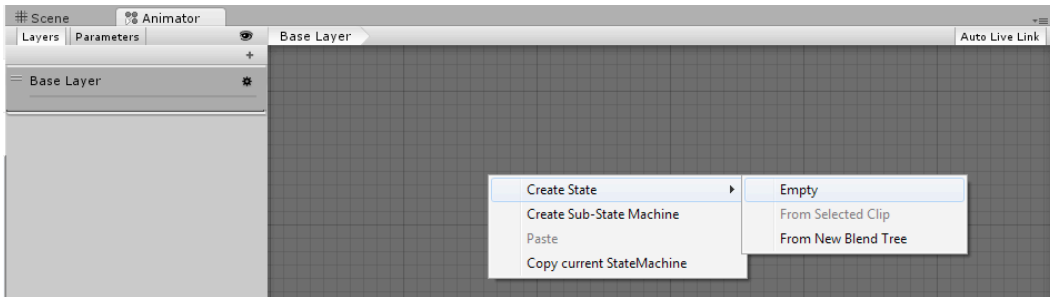 Scene
Animator
Layers
Parameters
Base Layer
Auto Live Link
+
Base Layer
Create State
Empty
Create Sub-State Machine
From Selected Clip
Paste
From New Blend Tree
Copy current StateMachine